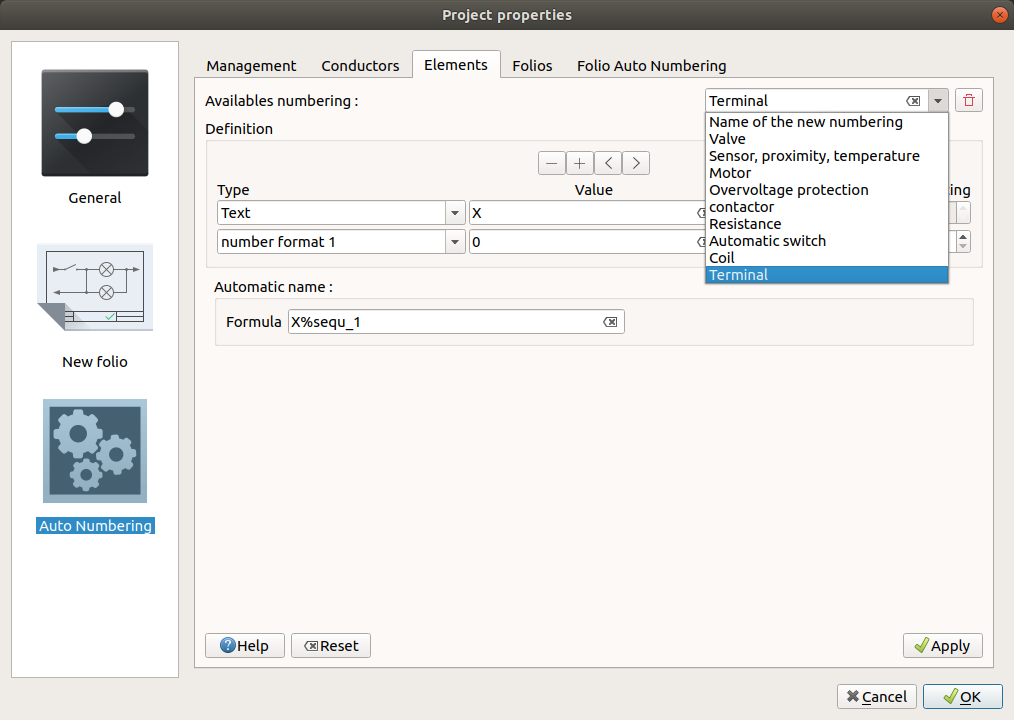 Project properties
General
New folio
Auto Numbering
Management Conductors Elements Folios Folio Auto Numbering
Availables numbering : Terminal
Name of the new numbering
Valve
Sensor, proximity, temperature
Motor
Overvoltage protection
contactor
Resistance
Automatic switch
Coil
Terminal
Definition
Type Value
Text X
number format 1 0
Automatic name :
Formula X%sequ_1
Help Reset Apply
Cancel OK